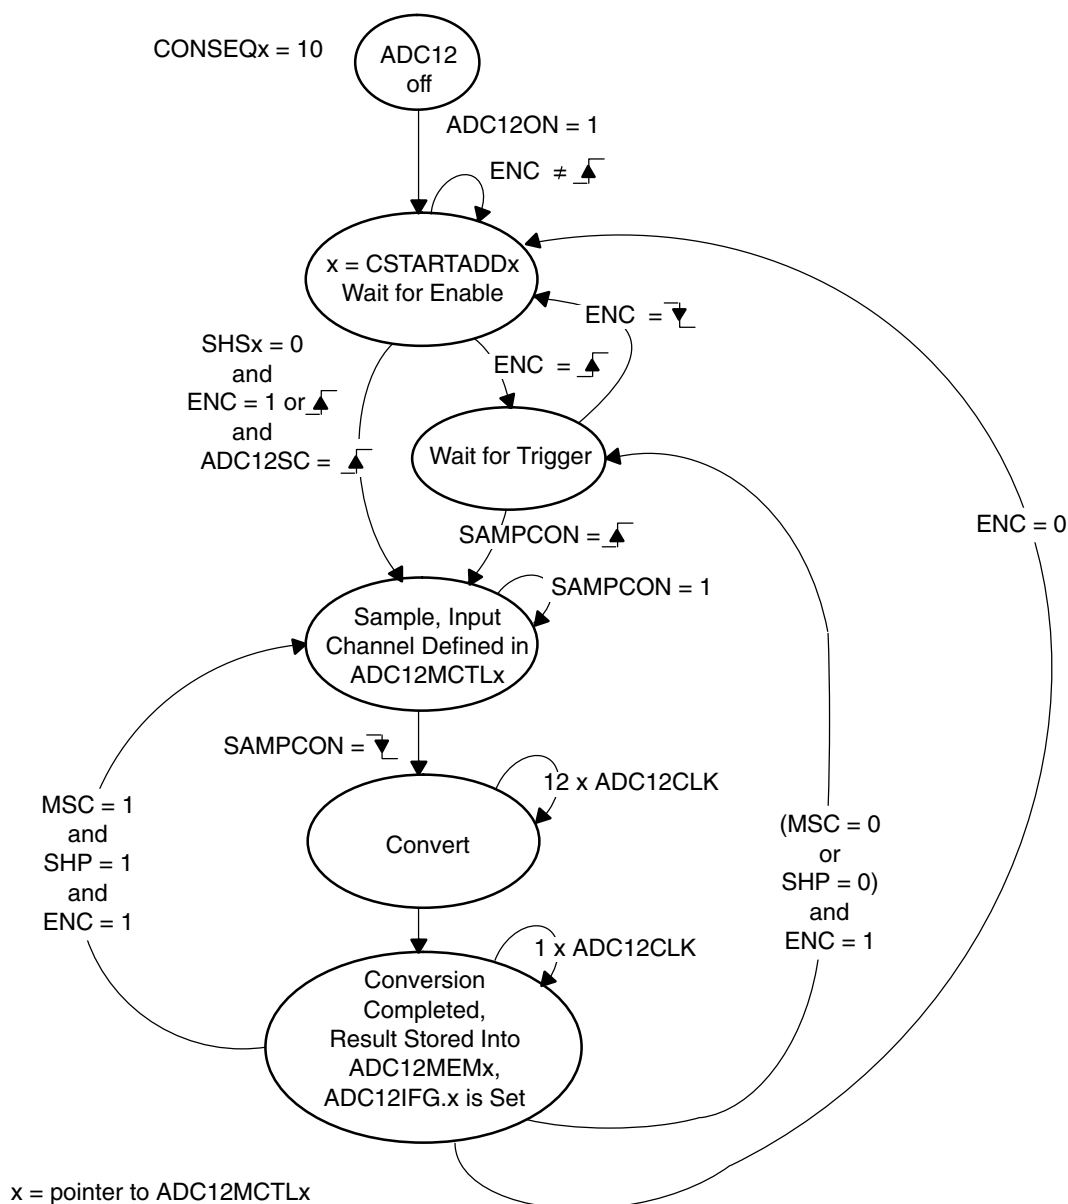 CONSEQx = 10
ADC12
off
ADC12ON = 1
ENC ≠
x = CSTARTADDx
Wait for Enable
ENC =
SHSx = 0
and
ENC = 1 or
and
ADC12SC =
ENC =
Wait for Trigger
ENC = 0
SAMPCON =
SAMPCON = 1
Sample, Input
Channel Defined in
ADC12MCTLx
SAMPCON =
12 x ADC12CLK
MSC = 1
and
SHP = 1
and
ENC = 1
Convert
(MSC = 0
or
SHP = 0)
and
ENC = 1
1 x ADC12CLK
Conversion
Completed,
Result Stored Into
ADC12MEMx,
ADC12IFG.x is Set
x = pointer to ADC12MCTLx